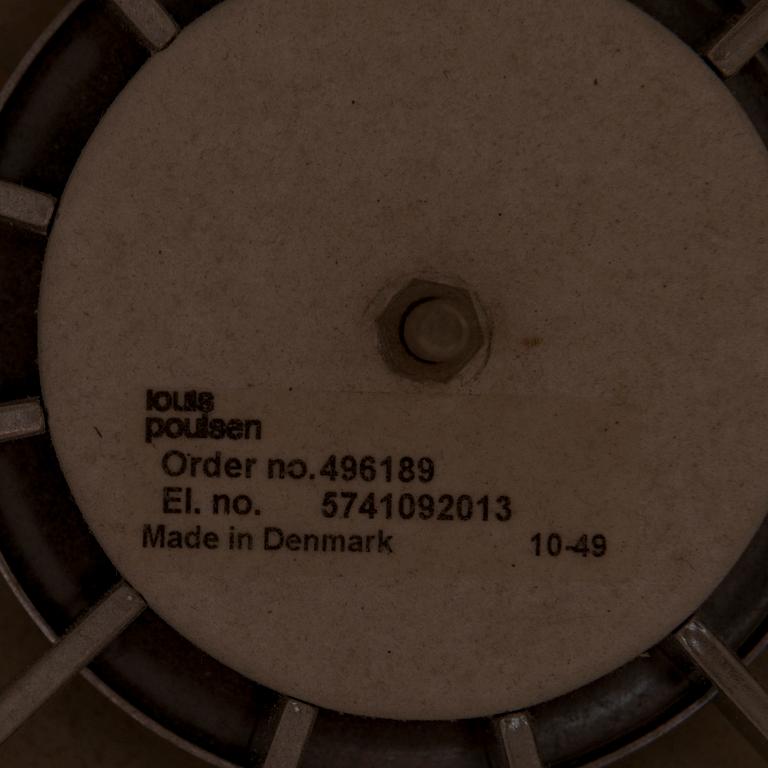 louis
poulsen
Order no. 496189
El. no. 5741092013
Made in Denmark 10-49